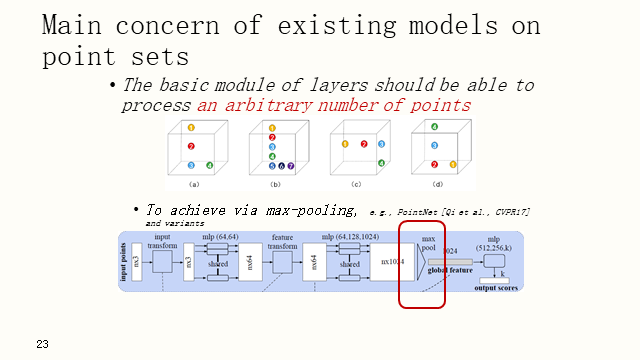 Main concern of existing models on
point sets
• The basic module of layers should be able to
process an arbitrary number of points
1
2
3 4
1
2
3
4
5 6 7
1 2 3
4
4
3
2 1
(a) (b) (c) (d)
• To achieve via max-pooling, e.g., PointNet [Qi et al., CVPR17]
and variants
input points
nx3
input
transform
nx3
mlp (64,64)
shared
nx64
feature
transform
nx64
mlp (64,128,1024)
shared
nx1024
max
pool
1024
global feature
mlp
(512,256,k)
k
output scores
23